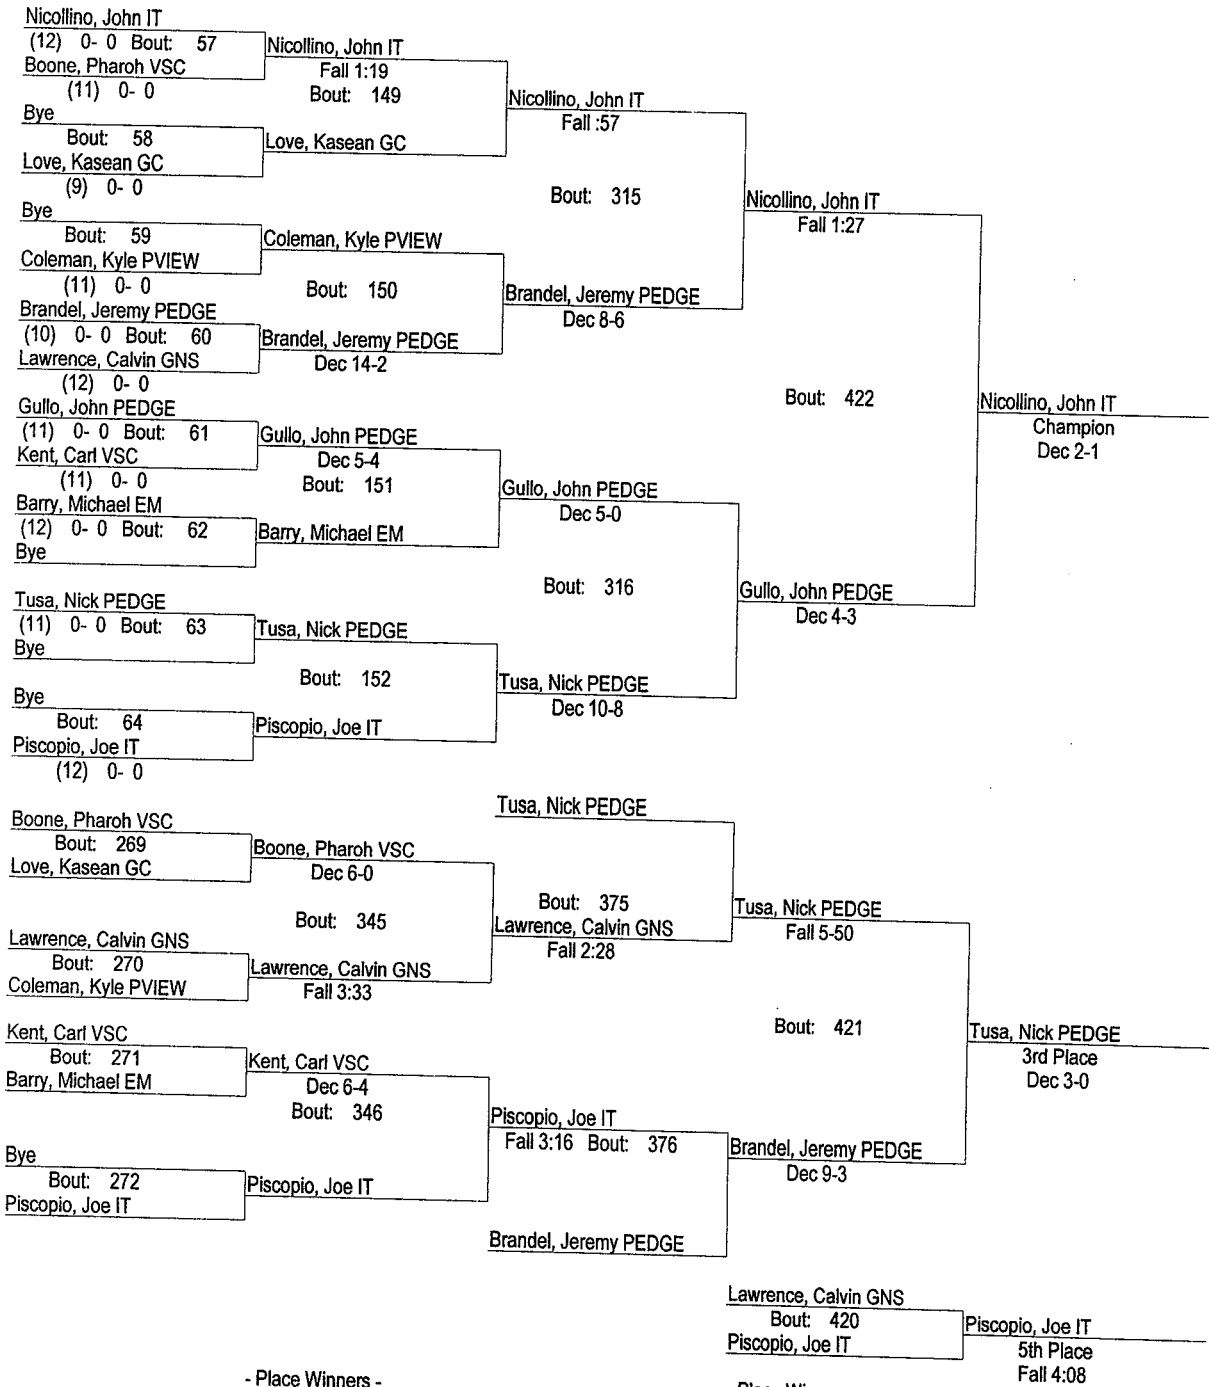 Nicollino, John IT
(12) 0- 0 Bout: 57
Boone, Pharoh VSC
(11) 0- 0
Bye
Bout: 58
Love, Kasean GC
(9) 0- 0
Bye
Bout: 59
Coleman, Kyle PVIEW
(11) 0- 0
Brandel, Jeremy PEDGE
(10) 0- 0 Bout: 60
Lawrence, Calvin GNS
(12) 0- 0
Gullo, John PEDGE
(11) 0- 0 Bout: 61
Kent, Carl VSC
(11) 0- 0
Barry, Michael EM
(12) 0- 0 Bout: 62
Bye
Tusa, Nick PEDGE
(11) 0- 0 Bout: 63
Bye
Bye
Bout: 64
Piscopio, Joe IT
(12) 0- 0
Nicollino, John IT
Fall 1:19
Bout: 149
Love, Kasean GC
Coleman, Kyle PVIEW
Bout: 150
Brandel, Jeremy PEDGE
Dec 14-2
Gullo, John PEDGE
Dec 5-4
Bout: 151
Barry, Michael EM
Tusa, Nick PEDGE
Bout: 152
Piscopio, Joe IT
Nicollino, John IT
Fall :57
Bout: 315
Brandel, Jeremy PEDGE
Dec 8-6
Gullo, John PEDGE
Dec 5-0
Bout: 316
Tusa, Nick PEDGE
Dec 10-8
Nicollino, John IT
Fall 1:27
Bout: 422
Gullo, John PEDGE
Dec 4-3
Nicollino, John IT
Champion
Dec 2-1
Boone, Pharoh VSC
Bout: 269
Love, Kasean GC
Lawrence, Calvin GNS
Bout: 270
Coleman, Kyle PVIEW
Kent, Carl VSC
Bout: 271
Barry, Michael EM
Bye
Bout: 272
Piscopio, Joe IT
Boone, Pharoh VSC
Dec 6-0
Bout: 345
Lawrence, Calvin GNS
Fall 3:33
Kent, Carl VSC
Dec 6-4
Bout: 346
Piscopio, Joe IT
Tusa, Nick PEDGE
Bout: 375
Lawrence, Calvin GNS
Fall 2:28
Piscopio, Joe IT
Fall 3:16 Bout: 376
Brandel, Jeremy PEDGE
Tusa, Nick PEDGE
Fall 5-50
Bout: 421
Brandel, Jeremy PEDGE
Dec 9-3
Tusa, Nick PEDGE
3rd Place
Dec 3-0
Lawrence, Calvin GNS
Bout: 420
Piscopio, Joe IT
Piscopio, Joe IT
5th Place
Fall 4:08
- Place Winners -